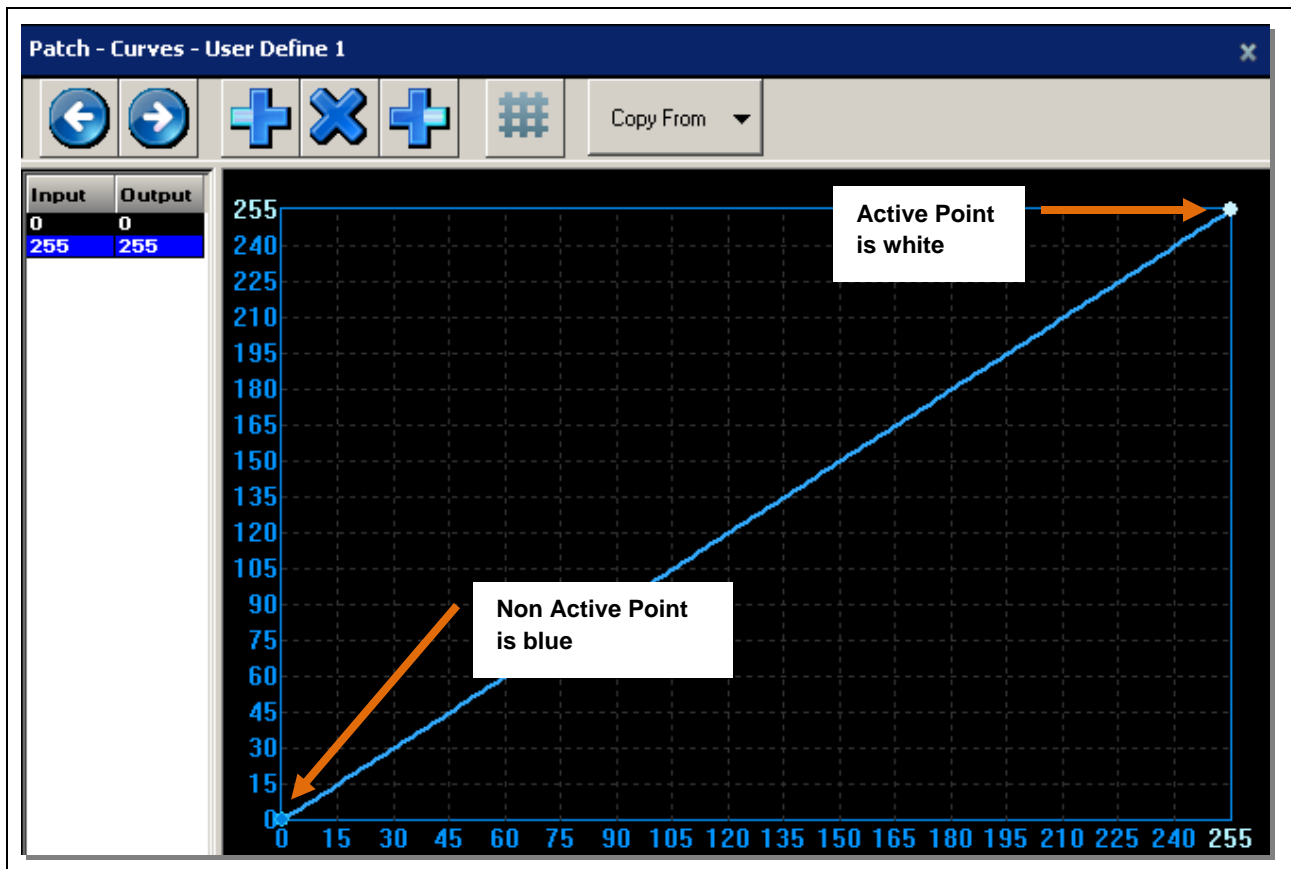 Patch - Curves - User Define 1
Copy From
Input Output
0 0
255 255
255
240
225
210
195
180
165
150
135
120
105
90
75
60
45
30
15
0
Active Point
is white
Non Active Point
is blue
0 15 30 45 60 75 90 105 120 135 150 165 180 195 210 225 240 255